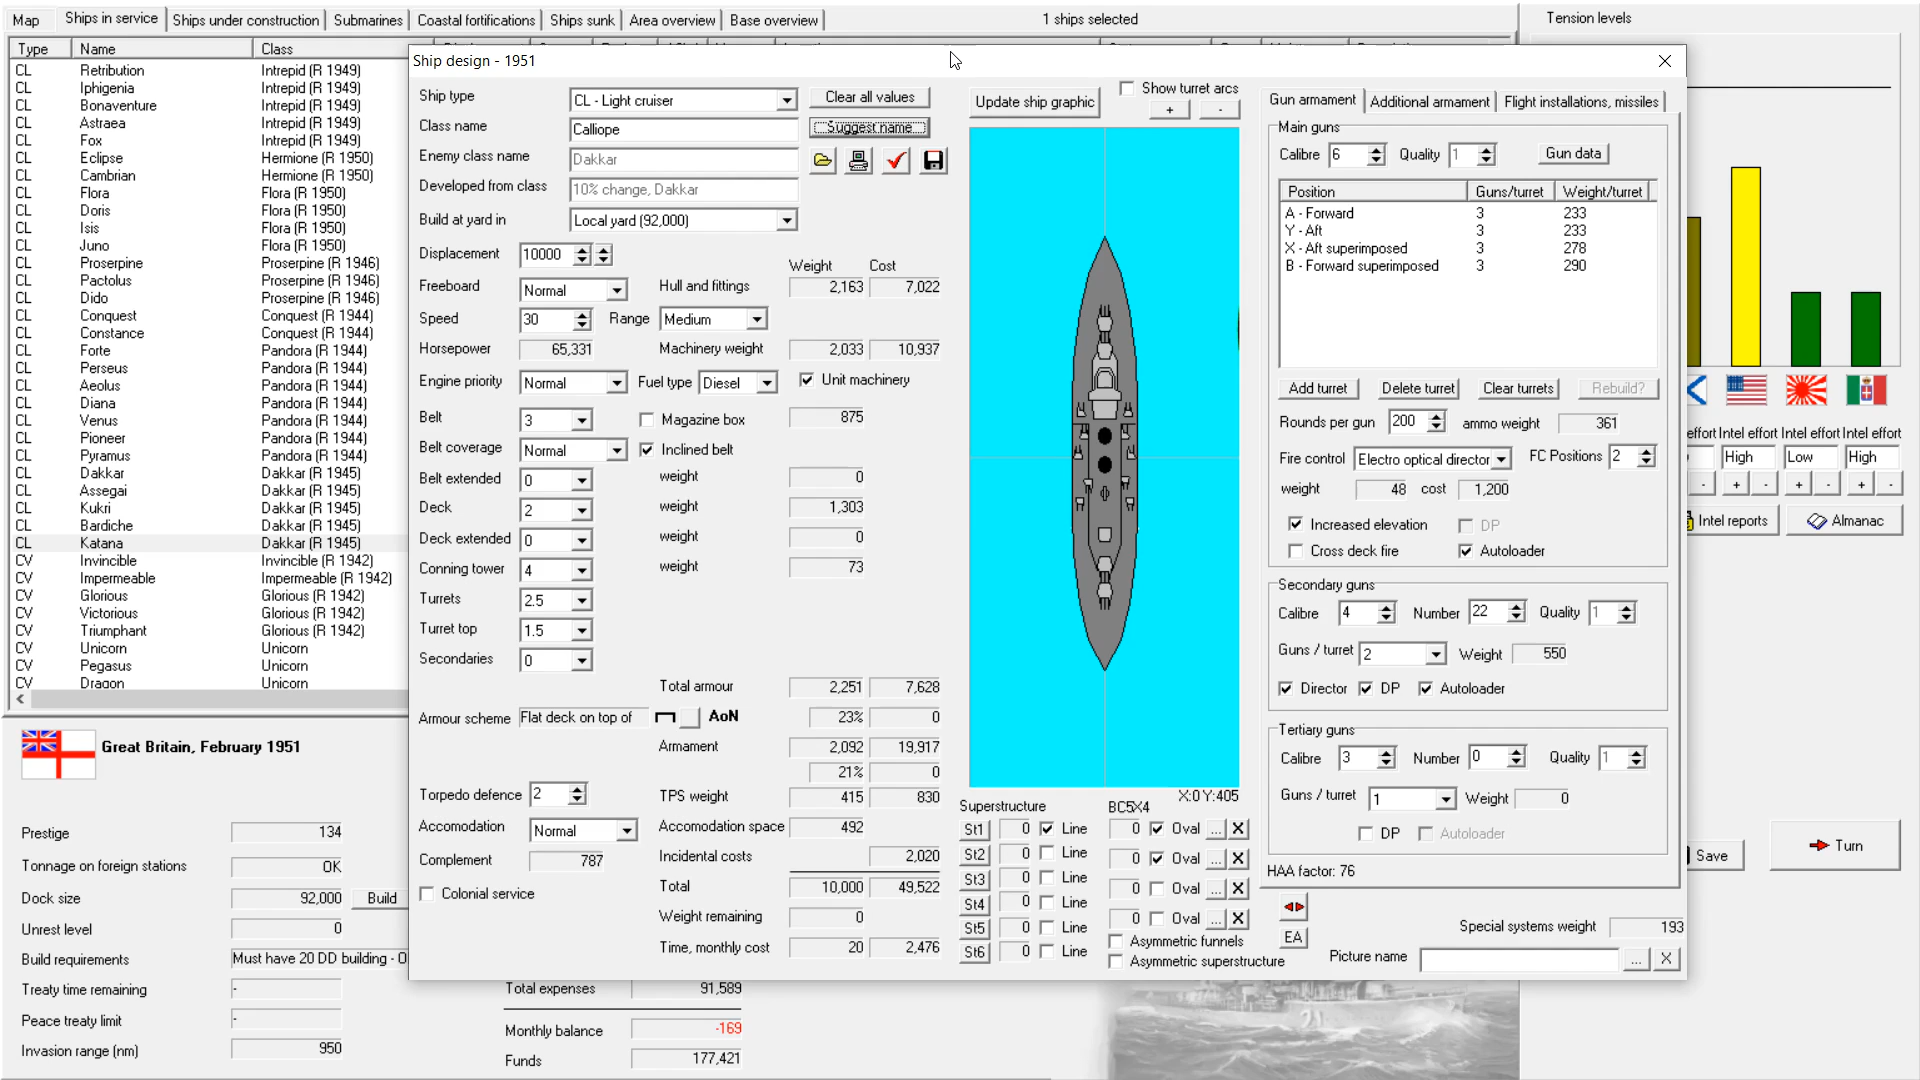 Map
Ships in service
Ships under construction
Submarines
Coastal fortifications
Ships sunk
Area overview
Base overview
1 ships selected
Tension levels
Type Name Class
CL Retribution Intrepid (R 1949)
CL Iphigenia Intrepid (R 1949)
CL Bonaventure Intrepid (R 1949)
CL Astraea Intrepid (R 1949)
CL Fox Intrepid (R 1949)
CL Eclipse Hermione (R 1950)
CL Cambrian Hermione (R 1950)
CL Flora Flora (R 1950)
CL Doris Flora (R 1950)
CL Isis Flora (R 1950)
CL Juno Flora (R 1950)
CL Proserpine Proserpine (R 1946)
CL Pactolus Proserpine (R 1946)
CL Dido Proserpine (R 1946)
CL Conquest Conquest (R 1944)
CL Constance Conquest (R 1944)
CL Forte Pandora (R 1944)
CL Perseus Pandora (R 1944)
CL Aeolus Pandora (R 1944)
CL Diana Pandora (R 1944)
CL Venus Pandora (R 1944)
CL Pioneer Pandora (R 1944)
CL Pyramus Pandora (R 1944)
CL Dakkar Dakkar (R 1945)
CL Assegai Dakkar (R 1945)
CL Kukri Dakkar (R 1945)
CL Bardiche Dakkar (R 1945)
CL Katana Dakkar (R 1945)
CV Invincible Invincible (R 1942)
CV Impermeable Impermeable (R 1942)
CV Glorious Glorious (R 1942)
CV Victorious Glorious (R 1942)
CV Triumphant Glorious (R 1942)
CV Unicorn Unicorn
CV Pegasus Unicorn
CV Dragon Unicorn
Great Britain, February 1951
Prestige 134
Tonnage on foreign stations OK
Dock size 92,000 Build
Unrest level 0
Build requirements Must have 20 DD building - 0
Treaty time remaining -
Peace treaty limit -
Invasion range (nm) 950
Total expenses 91,589
Monthly balance -169
Funds 177,421
Ship design - 1951
Ship type CL - Light cruiser Clear all values
Class name Calliope Suggest name
Enemy class name Dakkar
Developed from class 10% change, Dakkar
Build at yard in Local yard (92,000)
Displacement 10000
Weight Cost
Freeboard Normal Hull and fittings 2,163 7,022
Speed 30 Range Medium
Horsepower 65,331 Machinery weight 2,033 10,937
Engine priority Normal Fuel type Diesel Unit machinery
Belt 3 Magazine box 875
Belt coverage Normal Inclined belt
Belt extended 0 weight 0
Deck 2 weight 1,303
Deck extended 0 weight 0
Conning tower 4 weight 73
Turrets 2.5
Turret top 1.5
Secondaries 0
Total armour 2,251 7,628
Armour scheme Flat deck on top of AoN 23% 0
Armament 2,092 19,917
21% 0
Torpedo defence 2 TPS weight 415 830
Accomodation Normal Accomodation space 492
Complement 787 Incidental costs 2,020
Colonial service
Total 10,000 49,522
Weight remaining 0
Time, monthly cost 20 2,476
Update ship graphic
Show turret arcs
+ -
X:0 Y:405
Superstructure BC5X4
St1 0 Line 0 Oval ... X
St2 0 Line 0 Oval ... X
St3 0 Line 0 Oval ... X
St4 0 Line 0 Oval ... X
St5 0 Line Asymmetric funnels
St6 0 Line Asymmetric superstructure
Gun armament
Additional armament
Flight installations, missiles
Main guns
Calibre 6 Quality 1 Gun data
Position Guns/turret Weight/turret
A - Forward 3 233
Y - Aft 3 233
X - Aft superimposed 3 278
B - Forward superimposed 3 290
Add turret Delete turret Clear turrets Rebuild?
Rounds per gun 200 ammo weight 361
Fire control Electro optical director FC Positions 2
weight 48 cost 1,200
Increased elevation DP
Cross deck fire Autoloader
Secondary guns
Calibre 4 Number 22 Quality 1
Guns / turret 2 Weight 550
Director DP Autoloader
Tertiary guns
Calibre 3 Number 0 Quality 1
Guns / turret 1 Weight 0
DP Autoloader
HAA factor: 76
EA
Special systems weight 193
Picture name ... X
effort Intel effort Intel effort Intel effort
High Low High
- + - + - + -
Intel reports Almanac
Save Turn